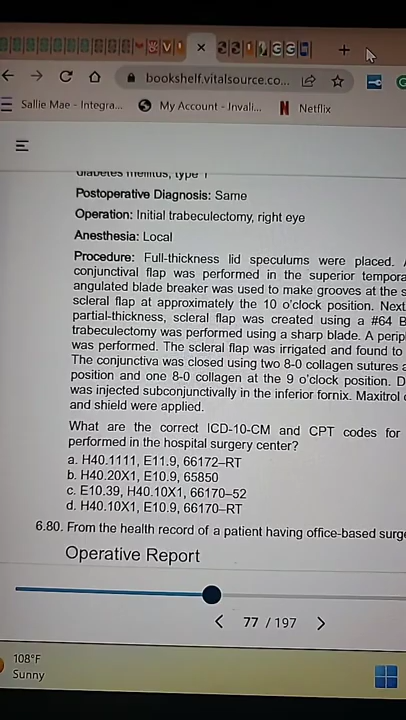 bookshelf.vitalsource.co...
Sallie Mae - Integra...
My Account - Invali...
Netflix
diabetes mellitus, type 1
Postoperative Diagnosis: Same
Operation: Initial trabeculectomy, right eye
Anesthesia: Local
Procedure: Full-thickness lid speculums were placed.
conjunctival flap was performed in the superior tempora
angulated blade breaker was used to make grooves at the s
scleral flap at approximately the 10 o'clock position. Next
partial-thickness, scleral flap was created using a #64 B
trabeculectomy was performed using a sharp blade. A perip
was performed. The scleral flap was irrigated and found to
The conjunctiva was closed using two 8-0 collagen sutures a
position and one 8-0 collagen at the 9 o'clock position. D
was injected subconjunctivally in the inferior fornix. Maxitrol
and shield were applied.
What are the correct ICD-10-CM and CPT codes for
performed in the hospital surgery center?
a. H40.1111, E11.9, 66172–RT
b. H40.20X1, E10.9, 65850
c. E10.39, H40.10X1, 66170–52
d. H40.10X1, E10.9, 66170–RT
6.80. From the health record of a patient having office-based surge
Operative Report
77 / 197
108°F
Sunny